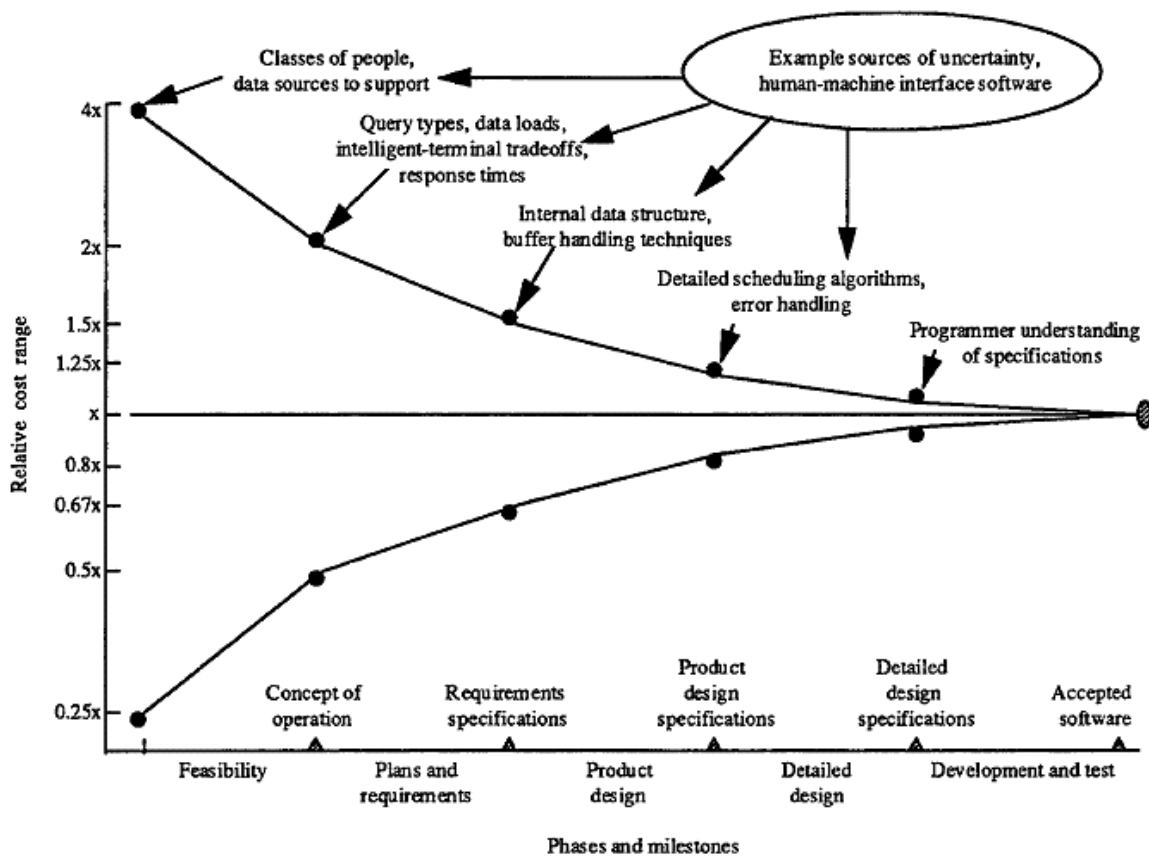 Classes of people,
data sources to support
Example sources of uncertainty,
human-machine interface software
Query types, data loads,
intelligent-terminal tradeoffs,
response times
Internal data structure,
buffer handling techniques
Detailed scheduling algorithms,
error handling
Programmer understanding
of specifications
Relative cost range
4x
2x
1.5x
1.25x
x
0.8x
0.67x
0.5x
0.25x
Concept of
operation
Requirements
specifications
Product
design
specifications
Detailed
design
specifications
Accepted
software
Feasibility
Plans and
requirements
Product
design
Detailed
design
Development and test
Phases and milestones